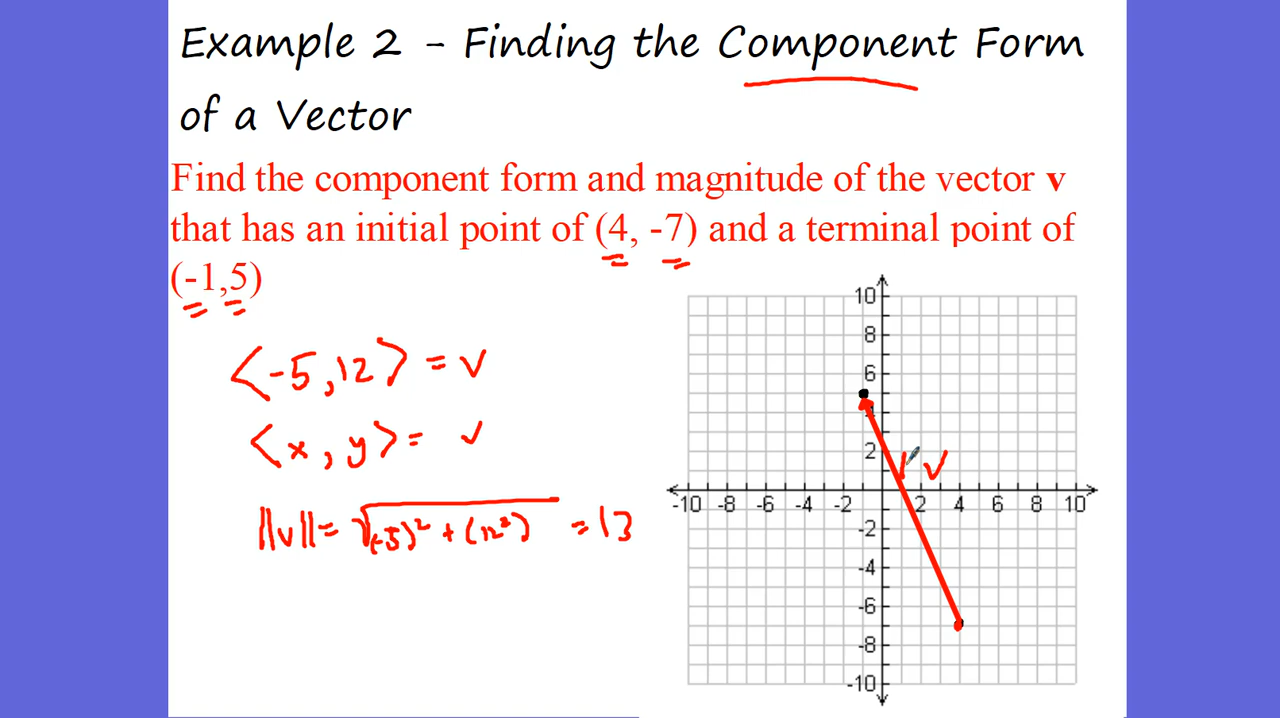 Example 2 - Finding the Component Form
of a Vector
Find the component form and magnitude of the vector v
that has an initial point of (4, -7) and a terminal point of
(-1,5)
⟨-5,12⟩ = v
⟨x, y⟩ = v
||v|| = √(-5)² + (12²) = 13
10
8
6
4
2
v
-10 -8 -6 -4 -2 2 4 6 8 10
-2
-4
-6
-8
-10